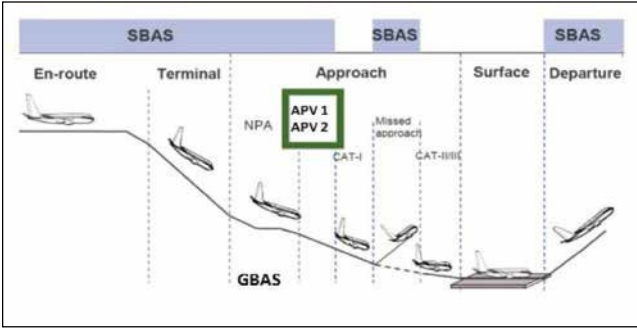 SBAS SBAS SBAS
En-route Terminal Approach Surface Departure
APV 1
APV 2
NPA
Missed
approach
CAT-I
CAT-II/III
GBAS